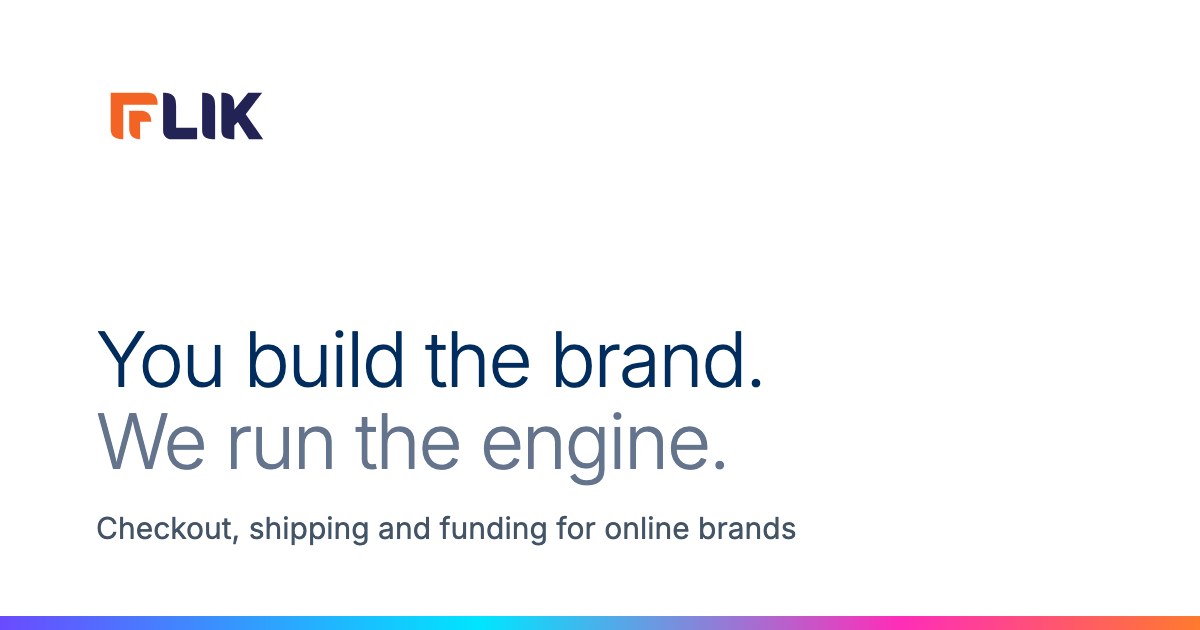 FLIK
You build the brand.
We run the engine.
Checkout, shipping and funding for online brands